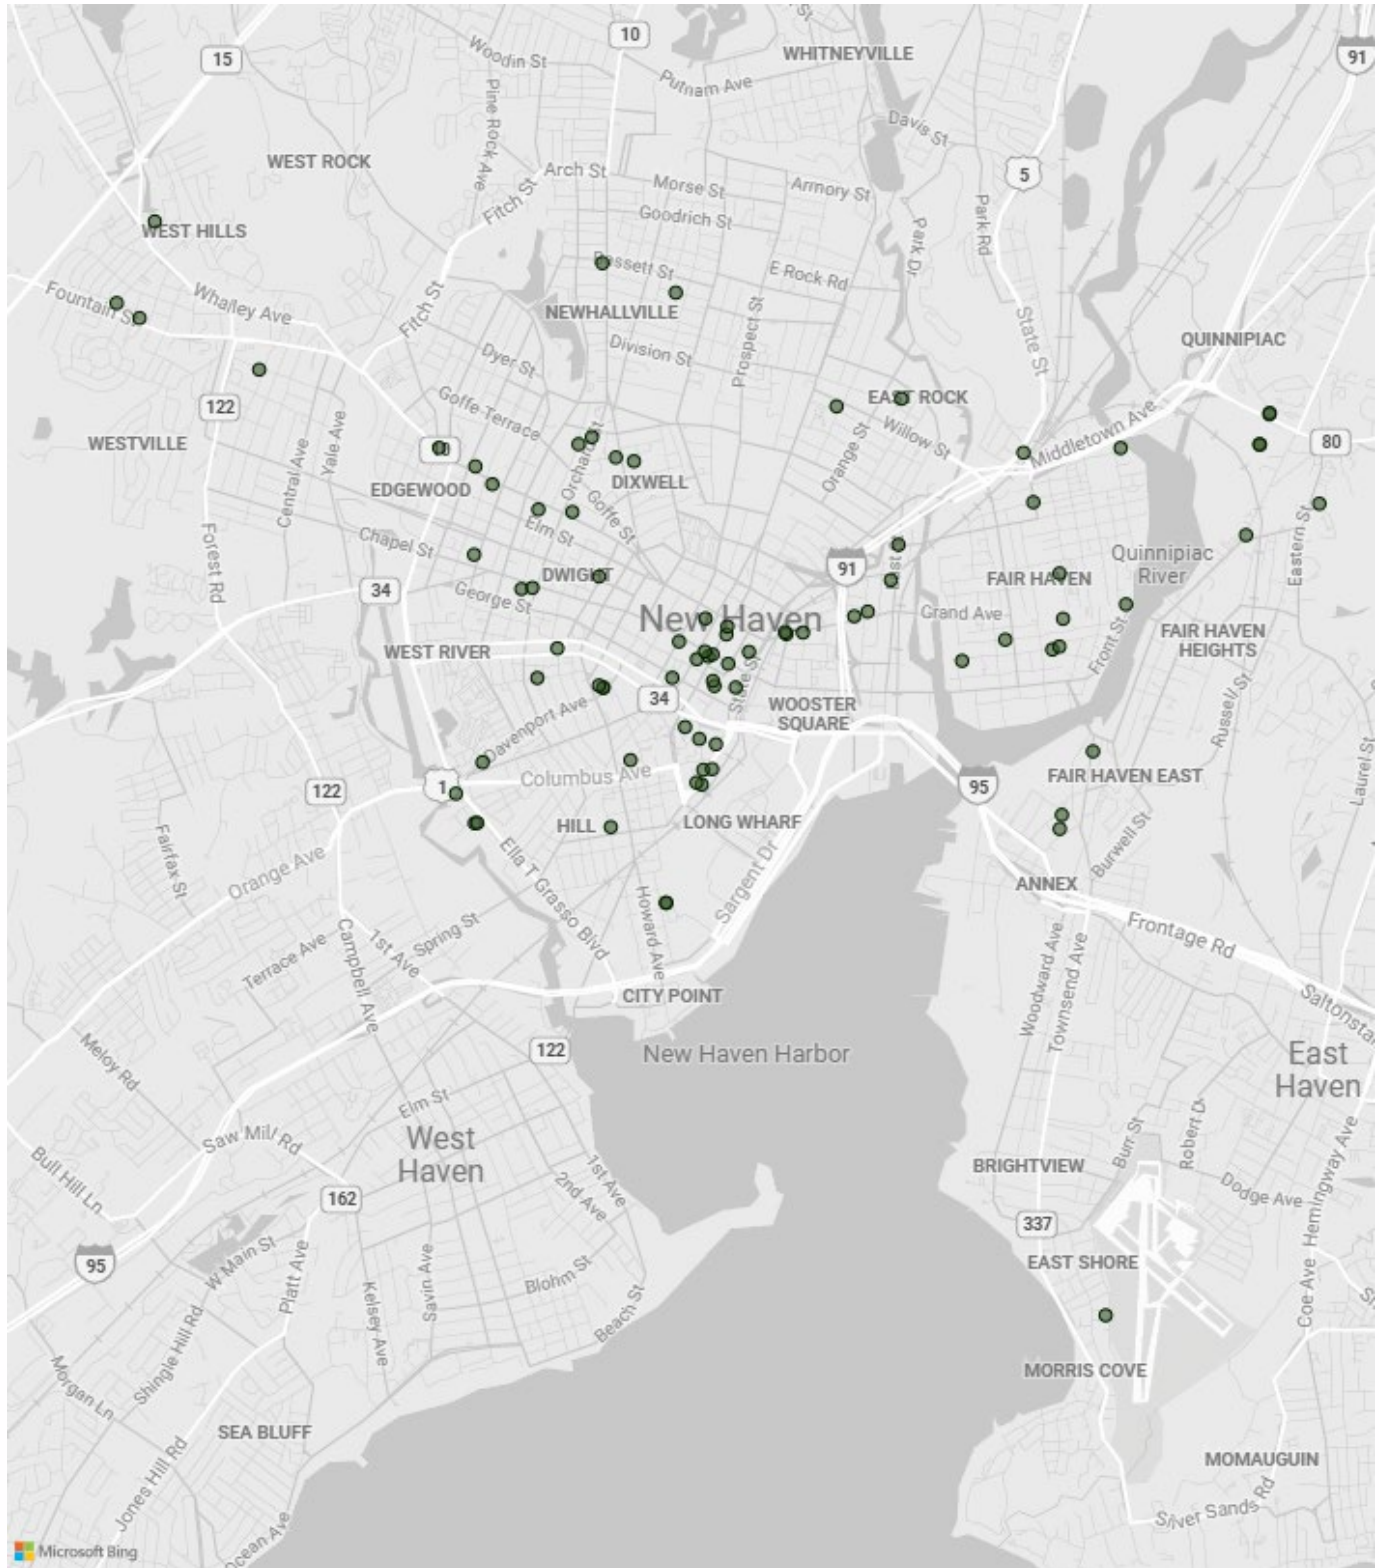 10
WHITNEYVILLE
91
15
Woodin St
Putnam Ave
Pine Rock Ave
Davis St
WEST ROCK
Arch St
5
Morse St
Armory St
Fitch St
Goodrich St
Park Rd
Park Dr
WEST HILLS
Bassett St
E Rock Rd
Fountain St
Whalley Ave
Fitch St
NEWHALLVILLE
Prospect St
State St
QUINNIPIAC
Dyer St
Division St
122
Goffe Terrace
EAST ROCK
Middletown Ave
WESTVILLE
Yale Ave
Orchard St
Orange St
Willow St
80
Central Ave
EDGEWOOD
DIXWELL
Goffe St
Elm St
Chapel St
Forest Rd
Eastern St
Quinnipiac
River
91
DWIGHT
FAIR HAVEN
34
George St
New Haven
Grand Ave
Front St
FAIR HAVEN
HEIGHTS
WEST RIVER
State St
34
WOOSTER
SQUARE
Russell St
Davenport Ave
Laurel St
Columbus Ave
FAIR HAVEN EAST
95
122
1
HILL
LONG WHARF
Burwell St
Fairfax St
Orange Ave
Ella T Grasso Blvd
Sargent Dr
ANNEX
Howard Ave
Frontage Rd
Terrace Ave
Spring St
1st Ave
Campbell Ave
Woodward Ave
Townsend Ave
CITY POINT
Saltonsta
Meloy Rd
122
New Haven Harbor
East
Haven
Elm St
Saw Mill Rd
West
Haven
Burr St
Robert Dr
Hemingway Ave
Bull Hill Ln
1st Ave
2nd Ave
BRIGHTVIEW
Dodge Ave
162
337
95
W Main St
Platt Ave
Savin Ave
Kelsey Ave
Blohm St
Beach St
EAST SHORE
Coe Ave
Shingle Hill Rd
Morgan Ln
MORRIS COVE
SEA BLUFF
Jones Hill Rd
MOMAUGUIN
Silver Sands Rd
Ocean Ave
Microsoft Bing